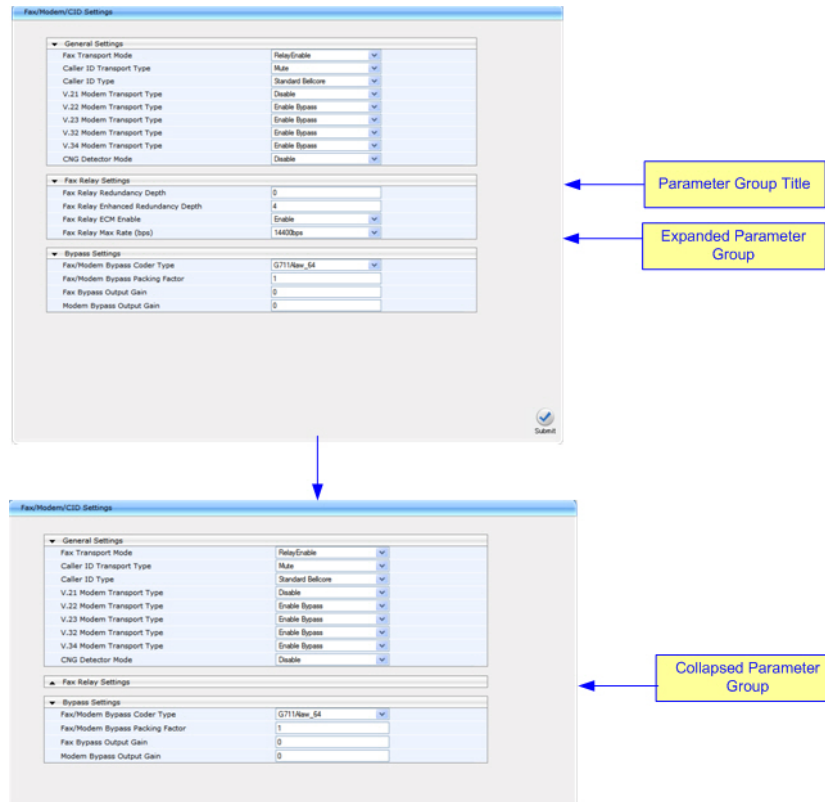 Fax/Modem/CID Settings
General Settings
Fax Transport Mode RelayEnable
Caller ID Transport Type Mute
Caller ID Type Standard Bellcore
V.21 Modem Transport Type Disable
V.22 Modem Transport Type Enable Bypass
V.23 Modem Transport Type Enable Bypass
V.32 Modem Transport Type Enable Bypass
V.34 Modem Transport Type Enable Bypass
CNG Detector Mode Disable
Fax Relay Settings
Fax Relay Redundancy Depth 0
Fax Relay Enhanced Redundancy Depth 4
Fax Relay ECM Enable Enable
Fax Relay Max Rate (bps) 14400bps
Bypass Settings
Fax/Modem Bypass Coder Type G711Alaw_64
Fax/Modem Bypass Packing Factor 1
Fax Bypass Output Gain 0
Modem Bypass Output Gain 0
Submit
Parameter Group Title
Expanded Parameter
Group
Fax/Modem/CID Settings
General Settings
Fax Transport Mode RelayEnable
Caller ID Transport Type Mute
Caller ID Type Standard Bellcore
V.21 Modem Transport Type Disable
V.22 Modem Transport Type Enable Bypass
V.23 Modem Transport Type Enable Bypass
V.32 Modem Transport Type Enable Bypass
V.34 Modem Transport Type Enable Bypass
CNG Detector Mode Disable
Fax Relay Settings
Bypass Settings
Fax/Modem Bypass Coder Type G711Alaw_64
Fax/Modem Bypass Packing Factor 1
Fax Bypass Output Gain 0
Modem Bypass Output Gain 0
Collapsed Parameter
Group